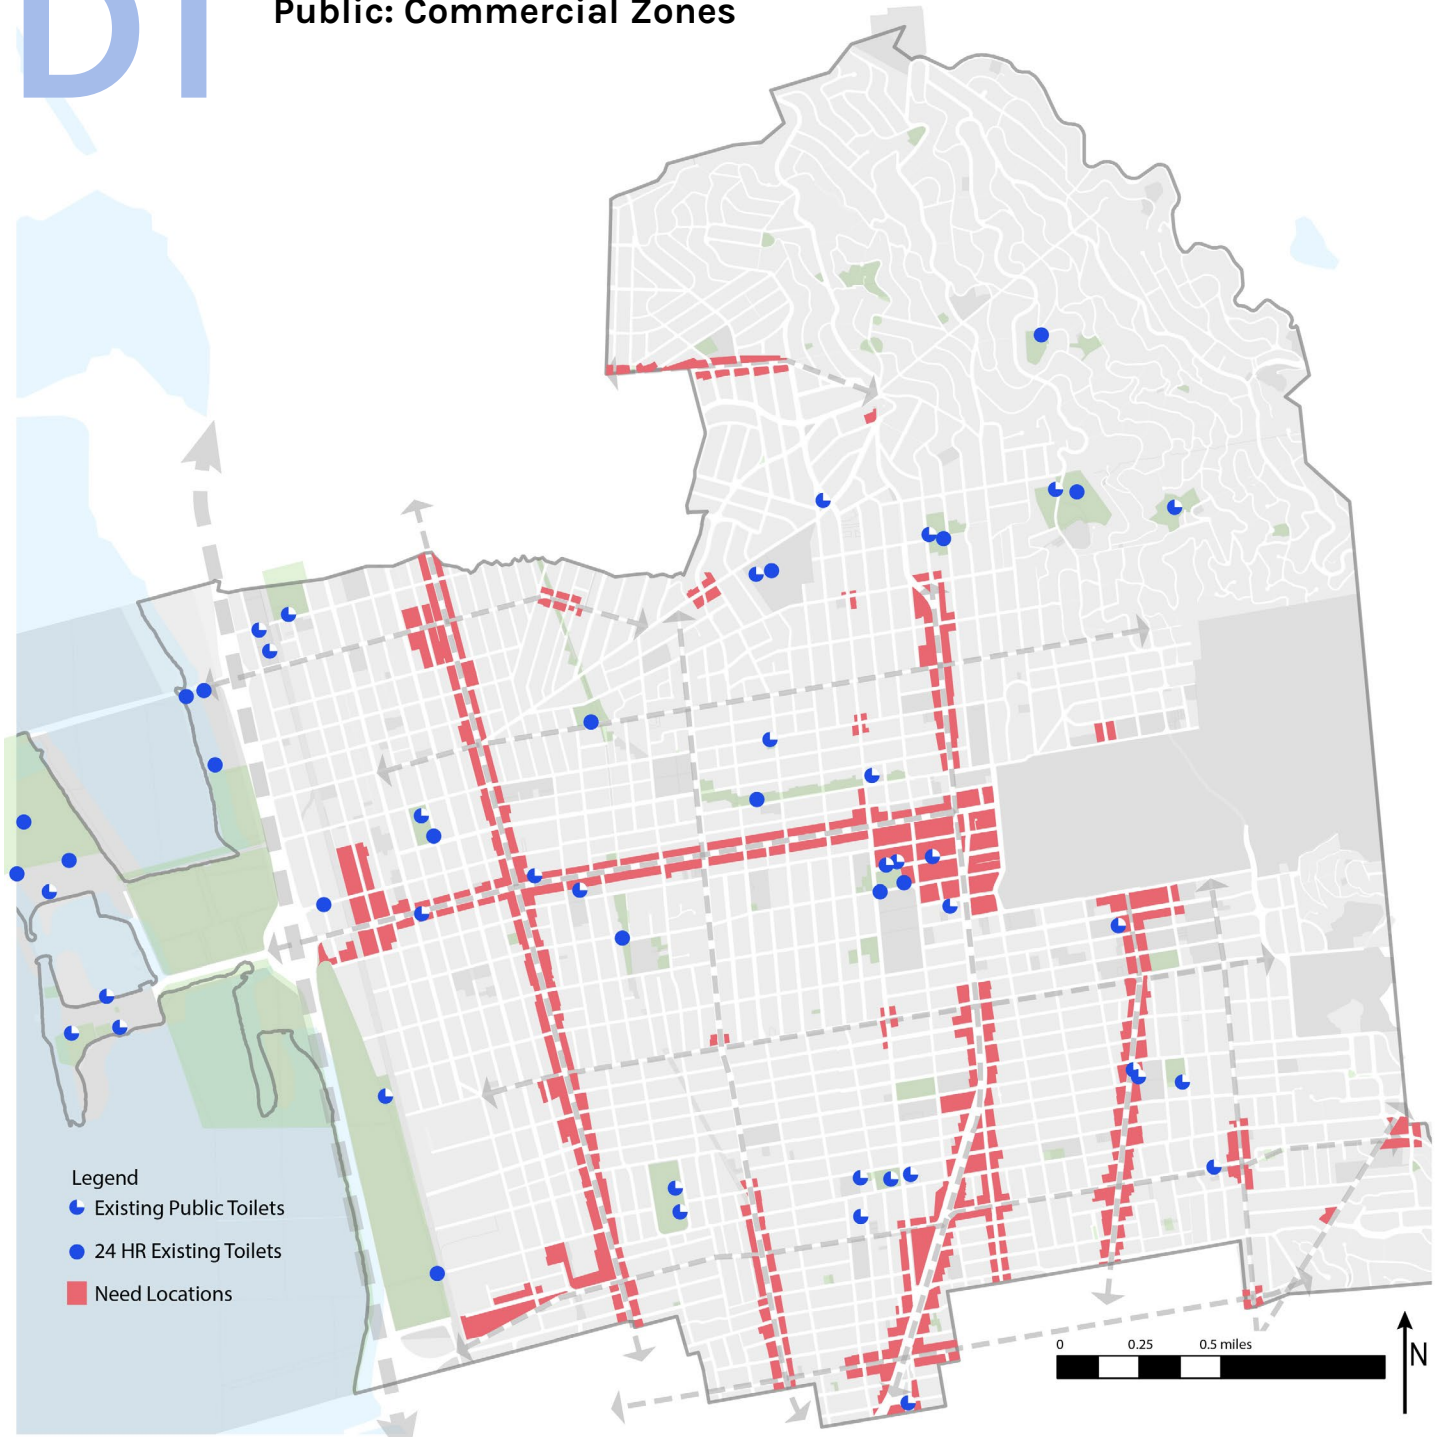 D1
Public: Commercial Zones
Legend
Existing Public Toilets
24 HR Existing Toilets
Need Locations
0 0.25 0.5 miles
N